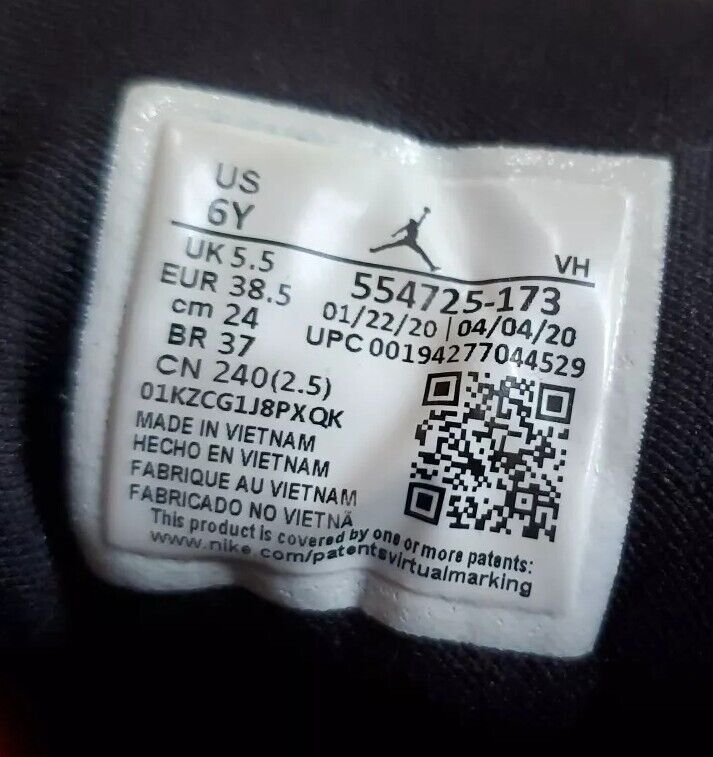 US
6Y
VH
UK 5.5
EUR 38.5
cm 24
BR 37
CN 240(2.5)
554725-173
01/22/20 | 04/04/20
UPC 00194277044529
01KZCG1J8PXQK
MADE IN VIETNAM
HECHO EN VIETNAM
FABRIQUE AU VIETNAM
FABRICADO NO VIETNÃ
This product is covered by one or more patents:
www.nike.com/patentsvirtualmarking